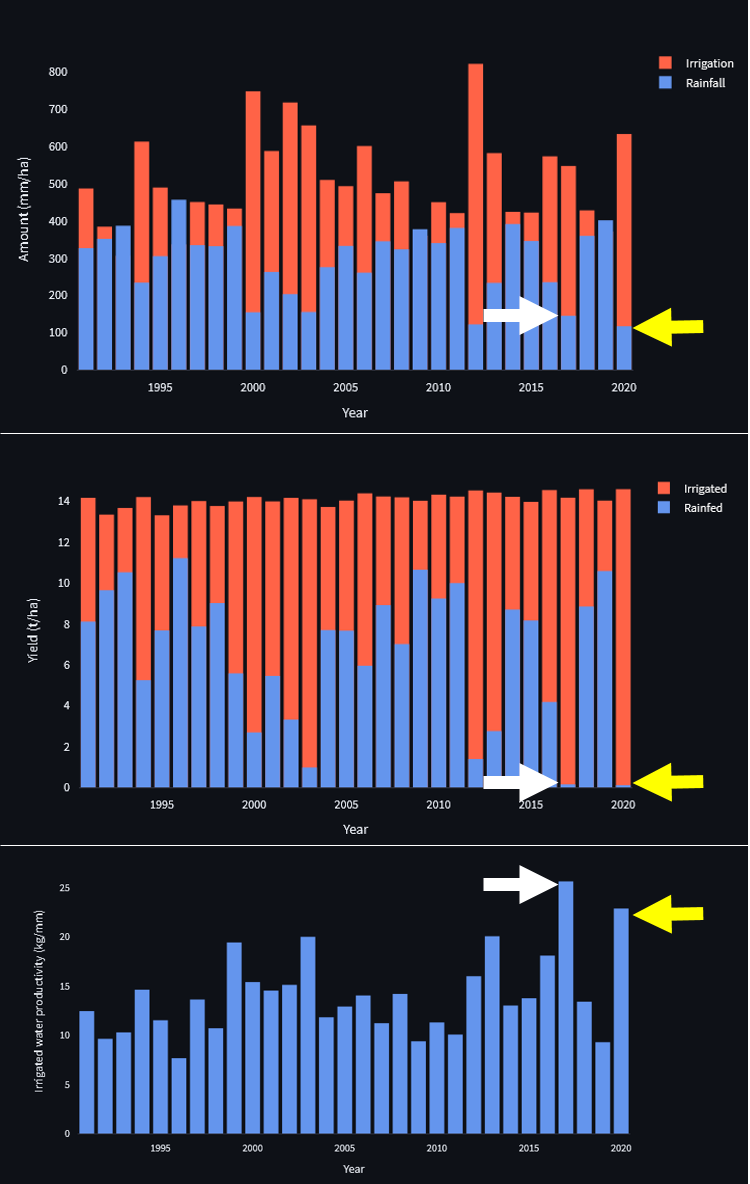 Irrigation
Rainfall
800
700
600
500
400
300
200
100
0
Amount (mm/ha)
1995 2000 2005 2010 2015 2020
Year
Irrigated
Rainfed
14
12
10
8
6
4
2
0
Yield (t/ha)
1995 2000 2005 2010 2015 2020
Year
25
20
15
10
5
0
Irrigated water productivity (kg/mm)
1995 2000 2005 2010 2015 2020
Year